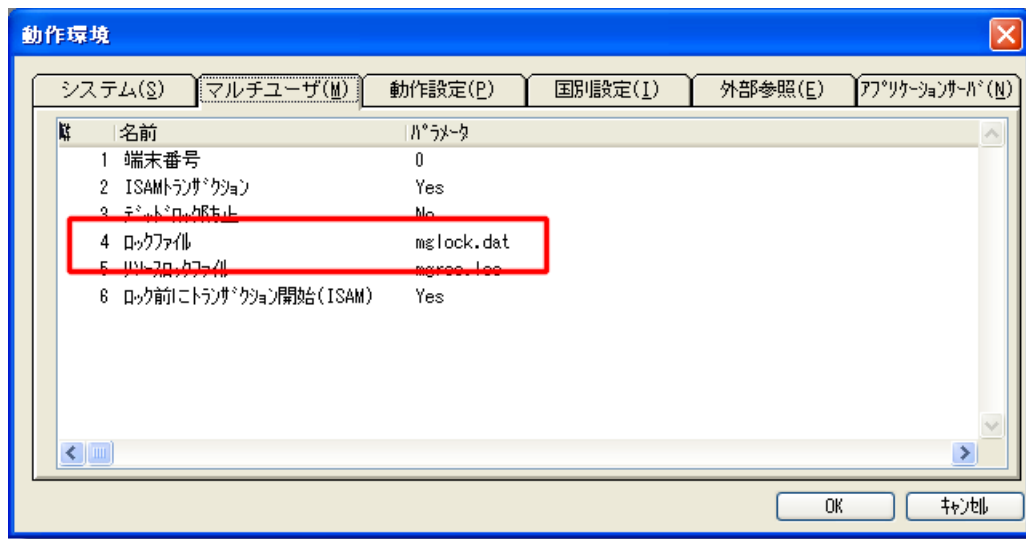 動作環境
システム(S) マルチユーザ(M) 動作設定(P) 国別設定(I) 外部参照(E) ｱﾌﾟﾘｹｰｼｮﾝｻｰﾊﾞ(N)
# 名前 ﾊﾟﾗﾒｰﾀ
1 端末番号 0
2 ISAMﾄﾗﾝｻﾞｸｼｮﾝ Yes
3 ﾃﾞｯﾄﾞﾛｯｸ防止 No
4 ﾛｯｸﾌｧｲﾙ mglock.dat
5 ﾘｿｰｽﾛｯｸﾌｧｲﾙ
6 ﾛｯｸ前にﾄﾗﾝｻﾞｸｼｮﾝ開始(ISAM) Yes
OK ｷｬﾝｾﾙ